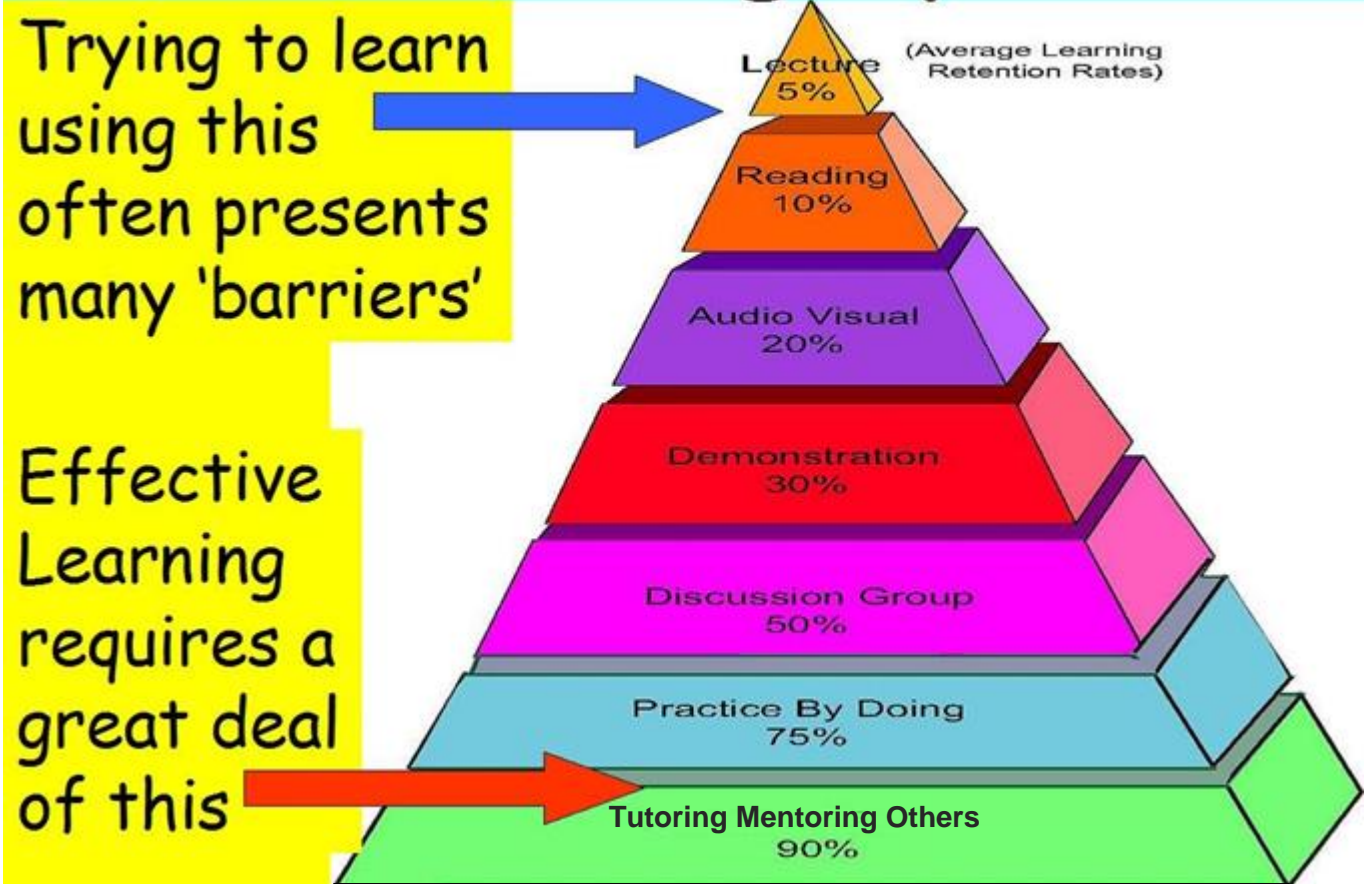 Trying to learn
using this
often presents
many ‘barriers’
Effective
Learning
requires a
great deal
of this
(Average Learning
Retention Rates)
Lecture
5%
Reading
10%
Audio Visual
20%
Demonstration
30%
Discussion Group
50%
Practice By Doing
75%
Tutoring Mentoring Others
90%